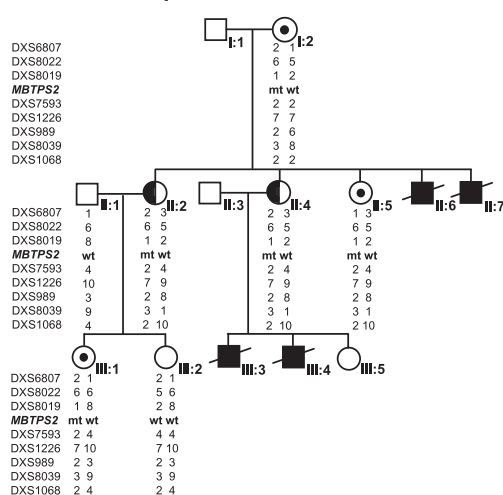 I:1 I:2
DXS6807 2 1
DXS8022 6 5
DXS8019 1 2
MBTPS2 mt wt
DXS7593 2 2
DXS1226 7 7
DXS989 2 6
DXS8039 3 8
DXS1068 2 2
II:1 II:2 II:3 II:4 II:5 II:6 II:7
DXS6807 1 2 3 2 3 1 3
DXS8022 6 6 5 6 5 6 5
DXS8019 8 1 2 1 2 1 2
MBTPS2 wt mt wt mt wt mt wt
DXS7593 4 2 4 2 4 2 4
DXS1226 10 7 9 7 9 7 9
DXS989 3 2 8 2 8 2 8
DXS8039 9 3 1 3 1 3 1
DXS1068 4 2 10 2 10 2 10
III:1 III:2 III:3 III:4 III:5
DXS6807 2 1 2 1
DXS8022 6 6 5 6
DXS8019 1 8 2 8
MBTPS2 mt wt wt wt
DXS7593 2 4 4 4
DXS1226 7 10 7 10
DXS989 2 3 2 3
DXS8039 3 9 3 9
DXS1068 2 4 2 4